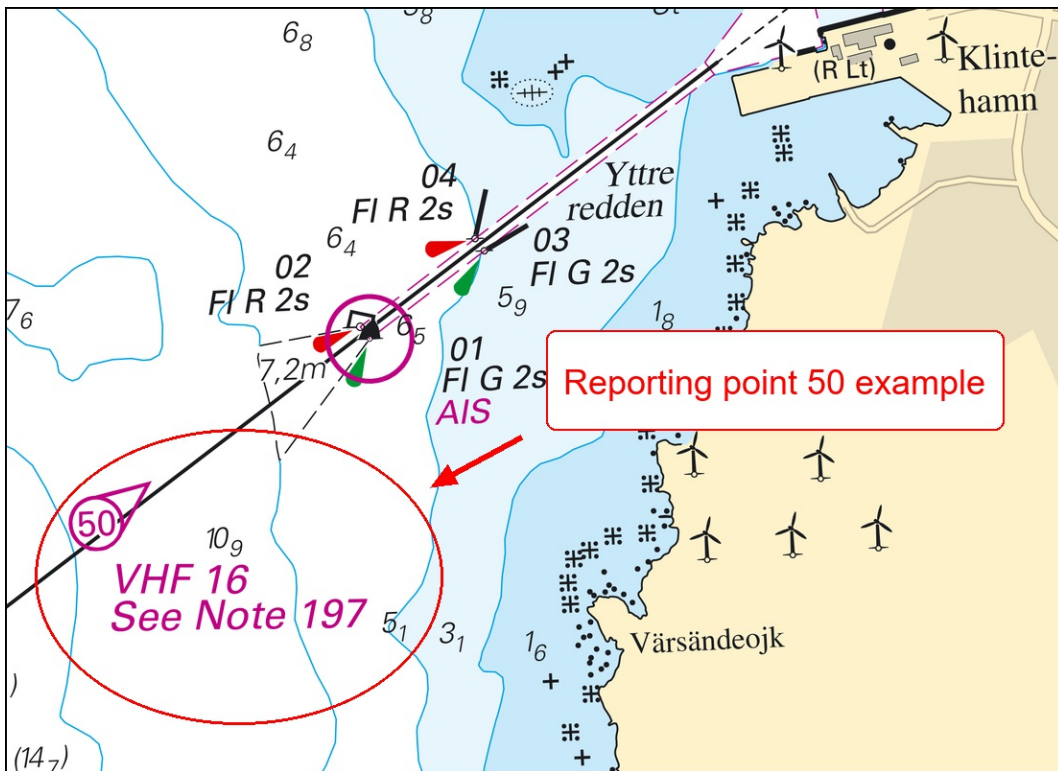 5₈
6₈
Klinte-
hamn
(R Lt)
6₄
04
Fl R 2s
Yttre
redden
6₄
03
Fl G 2s
02
Fl R 2s
5₉
1₈
7₆
6₅
01
Fl G 2s
AIS
7,2m
Reporting point 50 example
50
10₉
VHF 16
See Note 197
5₁
3₁
1₆
Värsändeojk
(14₇)